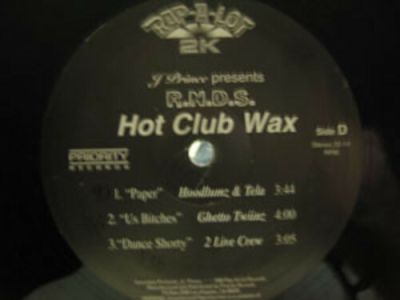 RAP-A-LOT
2K
J Prince presents
R.N.D.S.
Hot Club Wax
Side D
PRIORITY
RECORDS
1. "Paper" Hoodlumz & Tela 3:44
2. "Us Bitches" Ghetto Twiinz 4:00
3. "Dance Shorty" 2 Live Crew 3:05